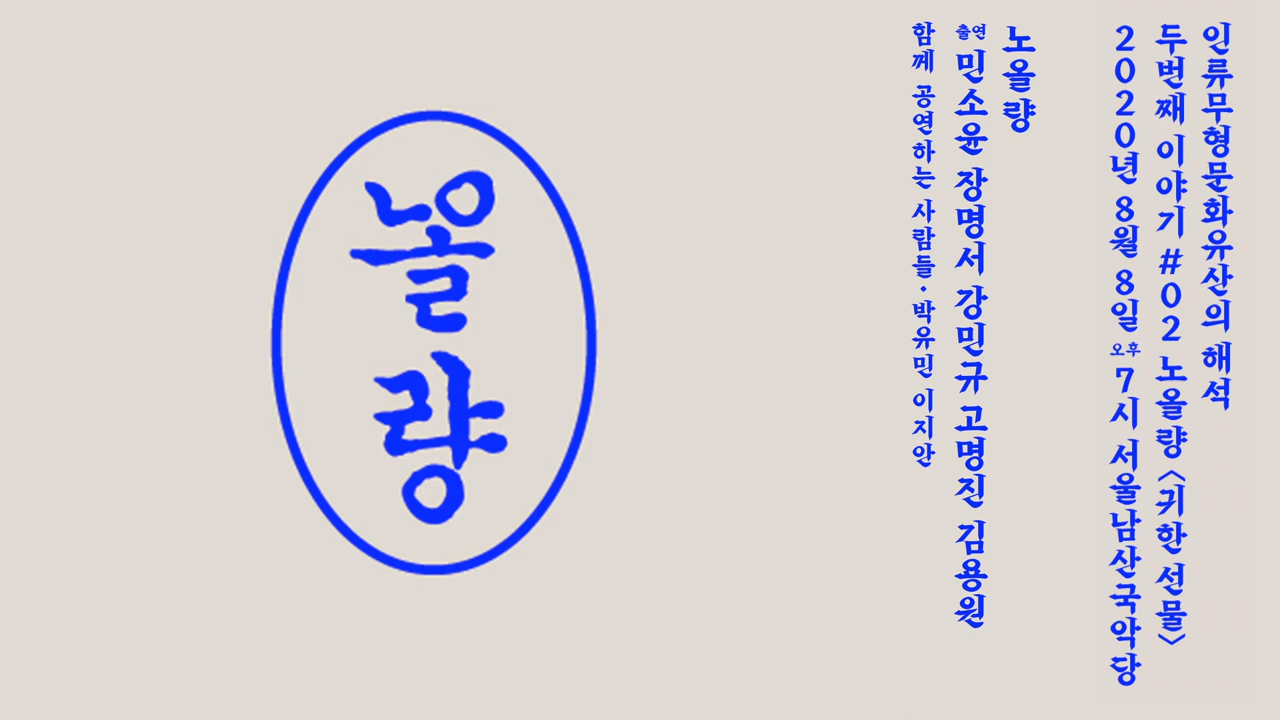 인류무형문화유산의 해석
두번째 이야기 #02 노올량 〈귀한 선물〉
2020년 8월 8일 오후 7시 서울남산국악당
노올량
출연 민소윤 장명서 강민규 고명진 김용원
함께 공연하는 사람들·박유민 이지안
노올량